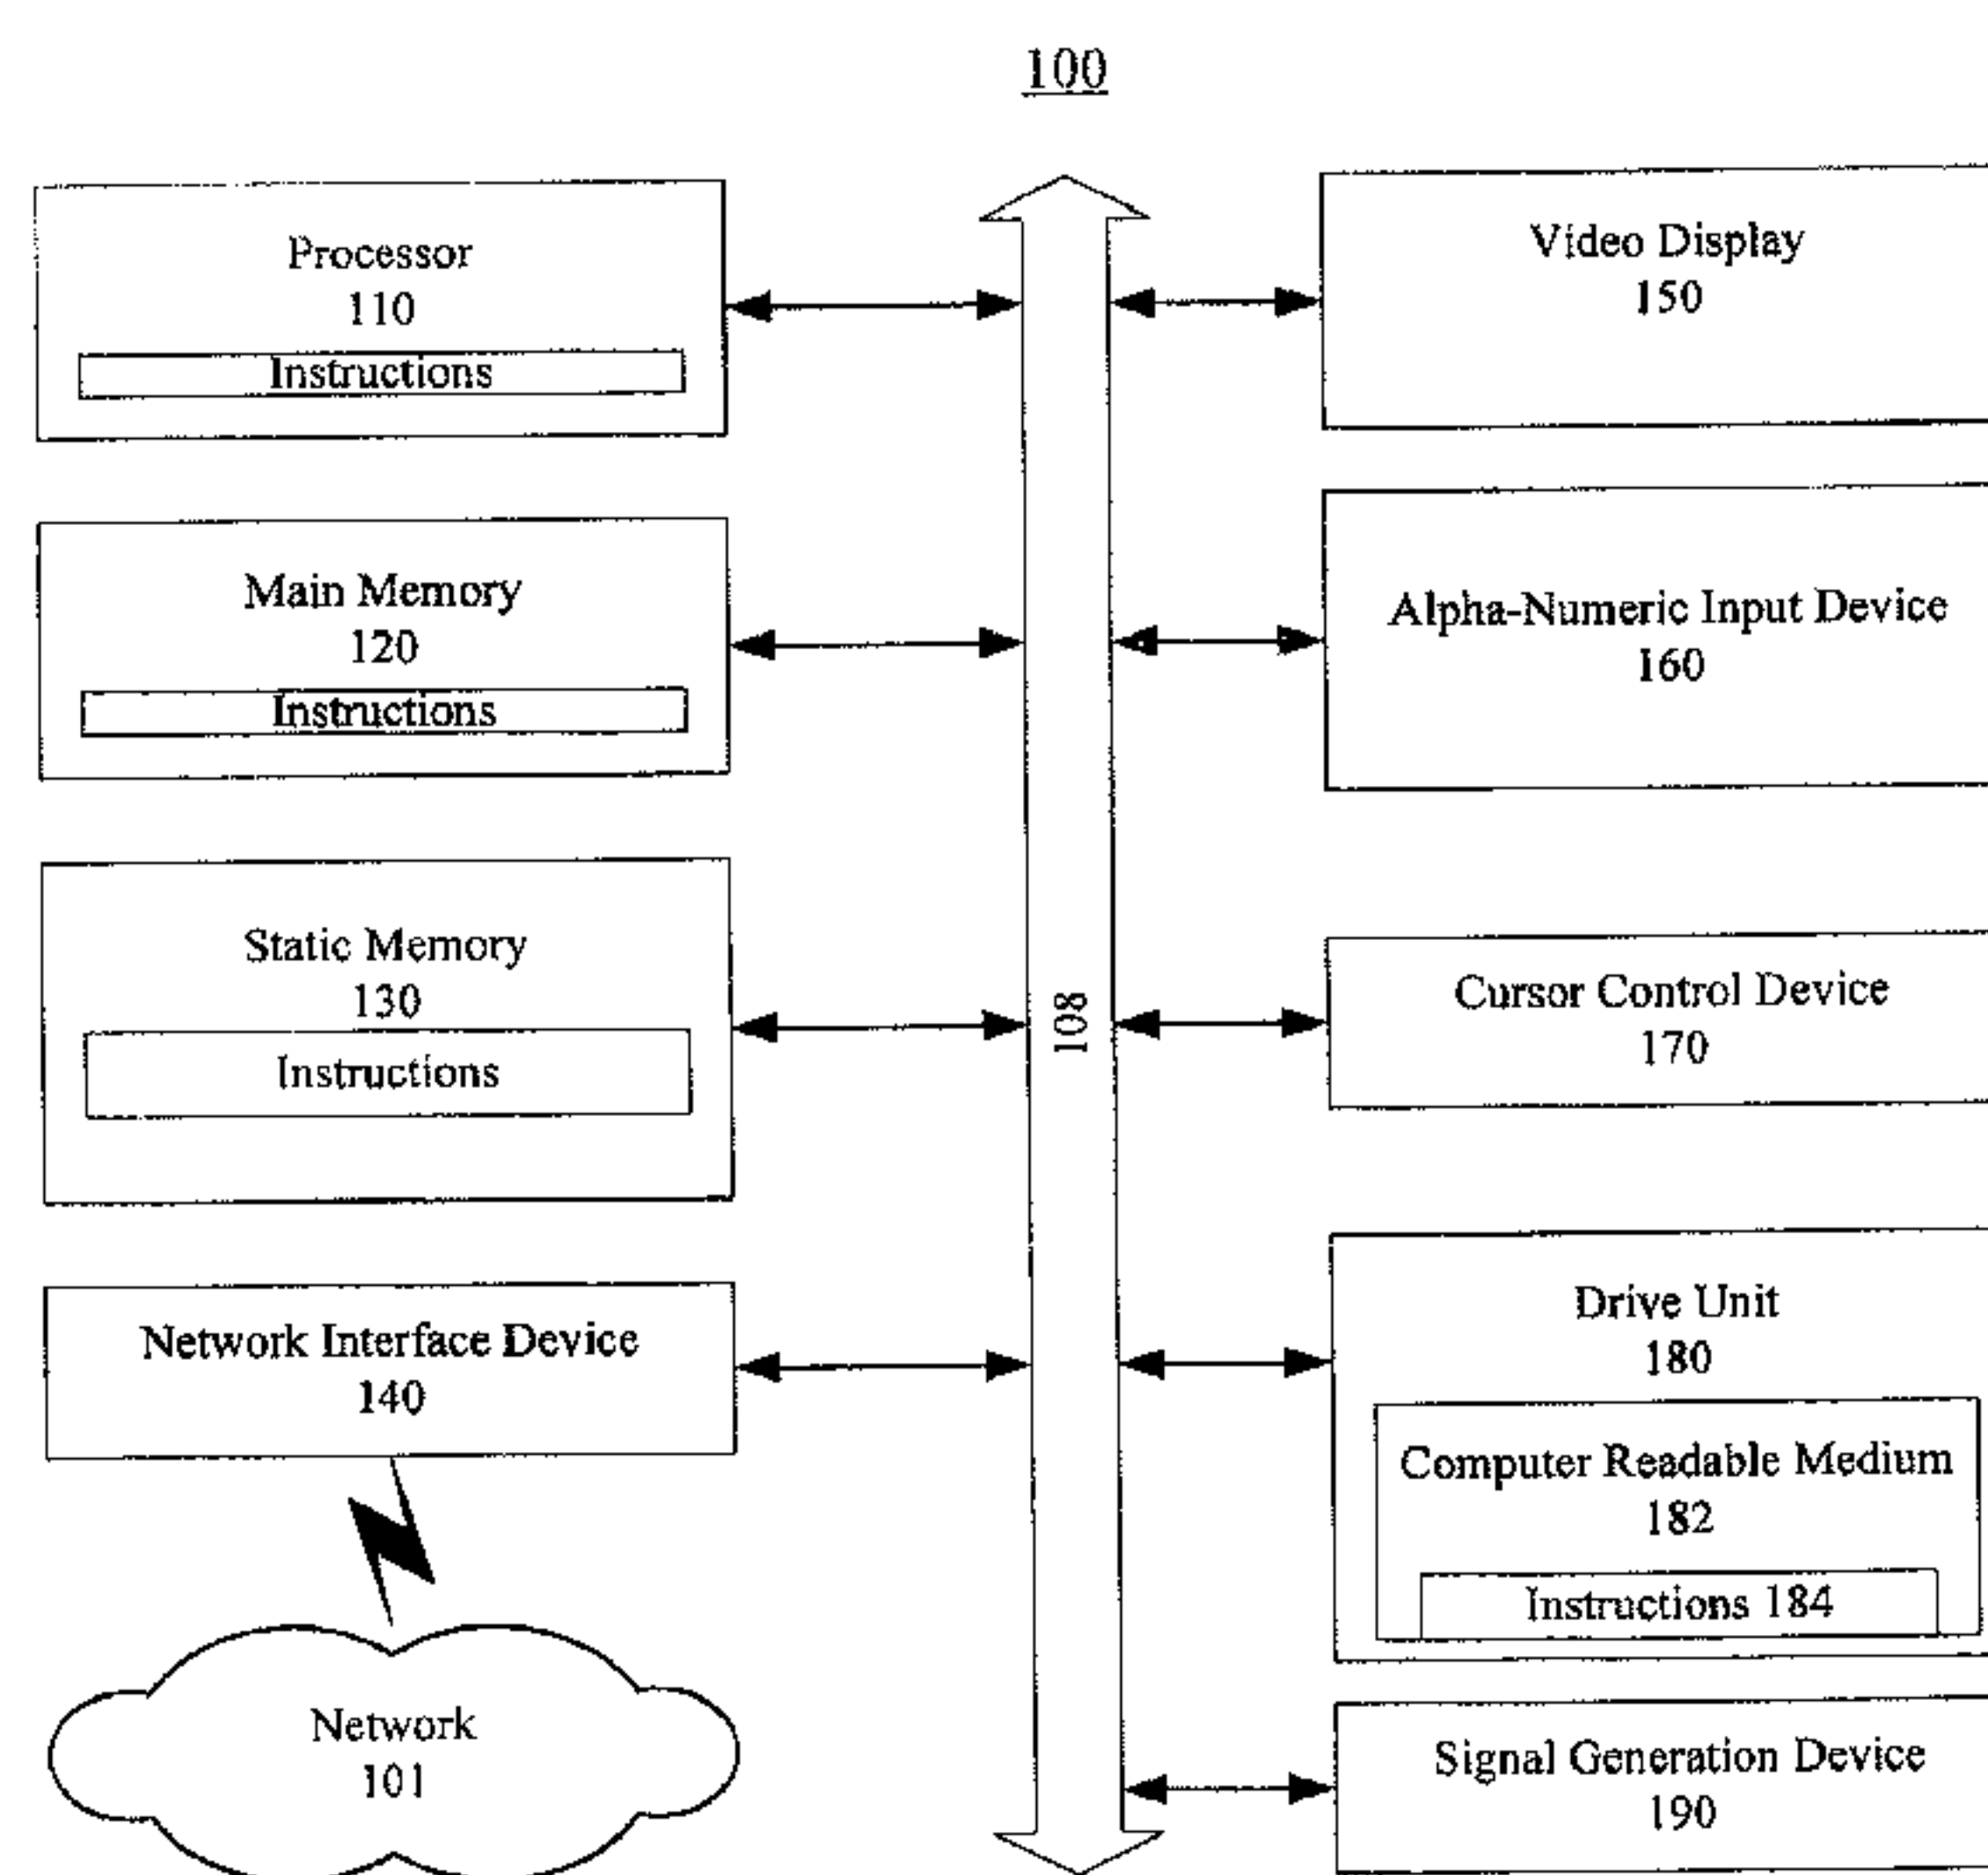 100
Processor
110
Instructions
Main Memory
120
Instructions
Static Memory
130
Instructions
Network Interface Device
140
Network
101
108
Video Display
150
Alpha-Numeric Input Device
160
Cursor Control Device
170
Drive Unit
180
Computer Readable Medium
182
Instructions 184
Signal Generation Device
190